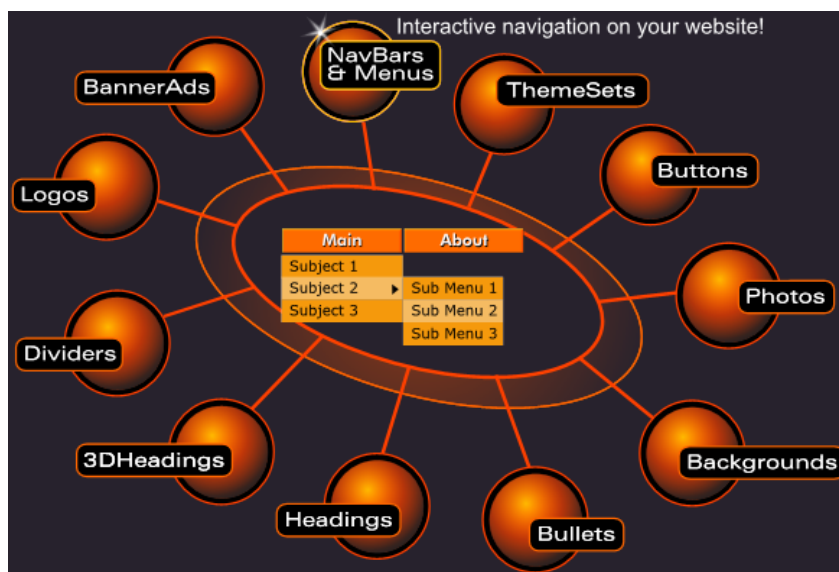 Interactive navigation on your website!
NavBars
& Menus
BannerAds
ThemeSets
Buttons
Logos
Main
About
Subject 1
Subject 2
Sub Menu 1
Subject 3
Sub Menu 2
Sub Menu 3
Photos
Dividers
3DHeadings
Backgrounds
Headings
Bullets